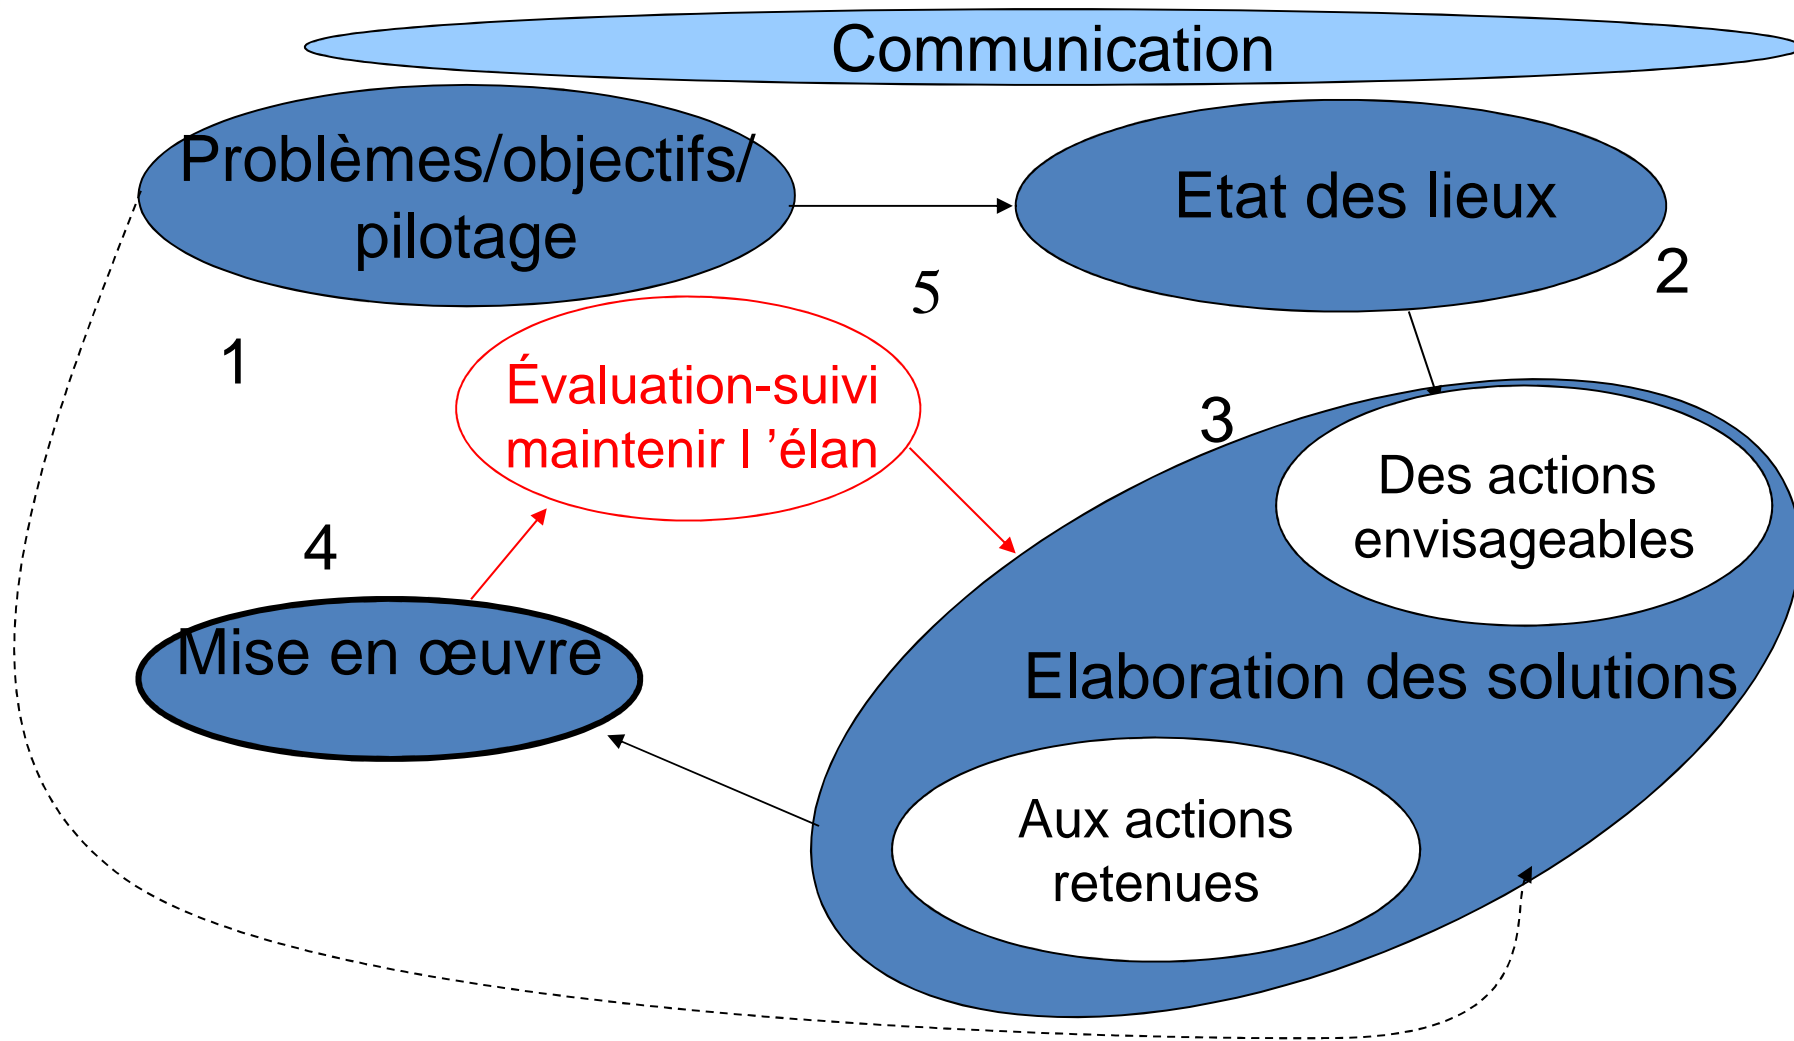 Communication
Problèmes/objectifs/
pilotage
Etat des lieux
2
5
1
Évaluation-suivi
maintenir l ’élan
3
Des actions
envisageables
4
Mise en œuvre
Elaboration des solutions
Aux actions
retenues